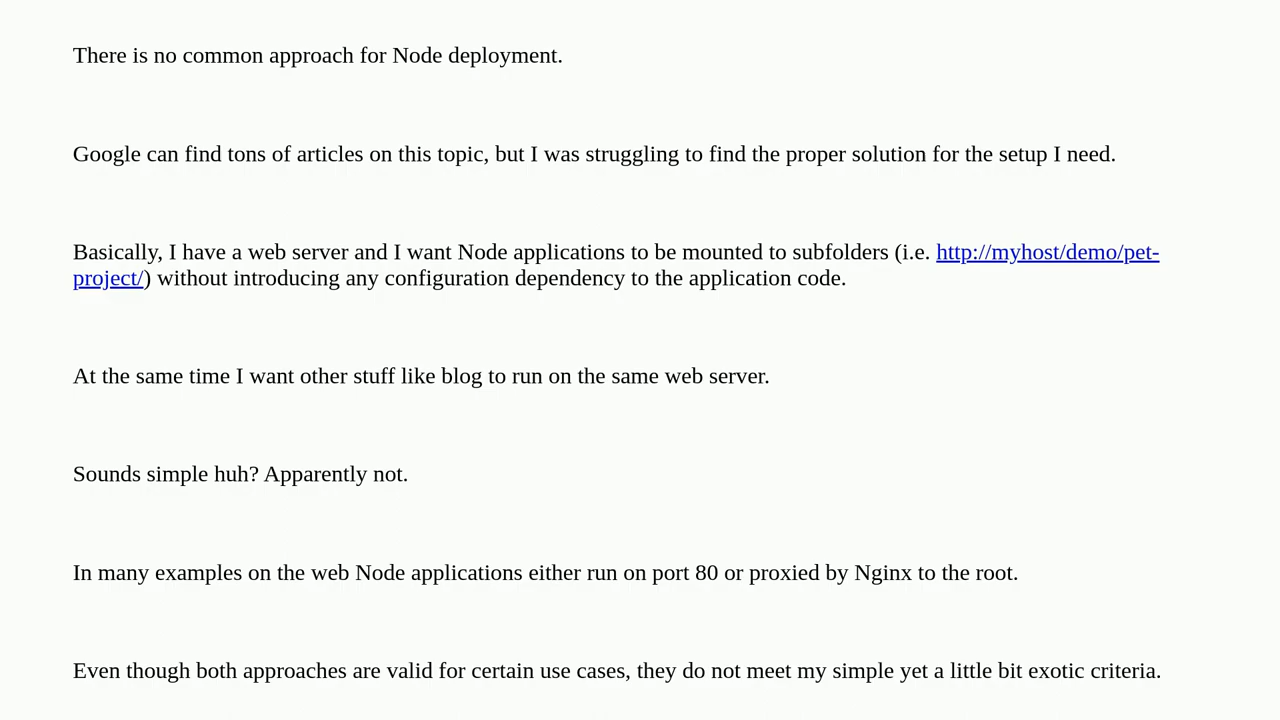 There is no common approach for Node deployment.
Google can find tons of articles on this topic, but I was struggling to find the proper solution for the setup I need.
Basically, I have a web server and I want Node applications to be mounted to subfolders (i.e. http://myhost/demo/pet-
project/) without introducing any configuration dependency to the application code.
At the same time I want other stuff like blog to run on the same web server.
Sounds simple huh? Apparently not.
In many examples on the web Node applications either run on port 80 or proxied by Nginx to the root.
Even though both approaches are valid for certain use cases, they do not meet my simple yet a little bit exotic criteria.